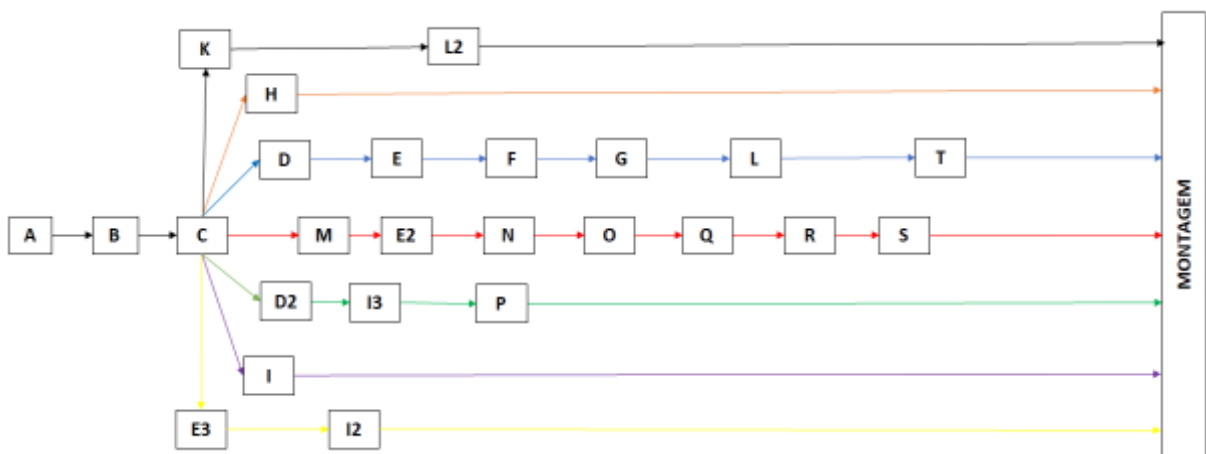 K L2
H
D E F G L T
A B C M E2 N O Q R S
D2 I3 P
I
E3 I2
MONTAGEM